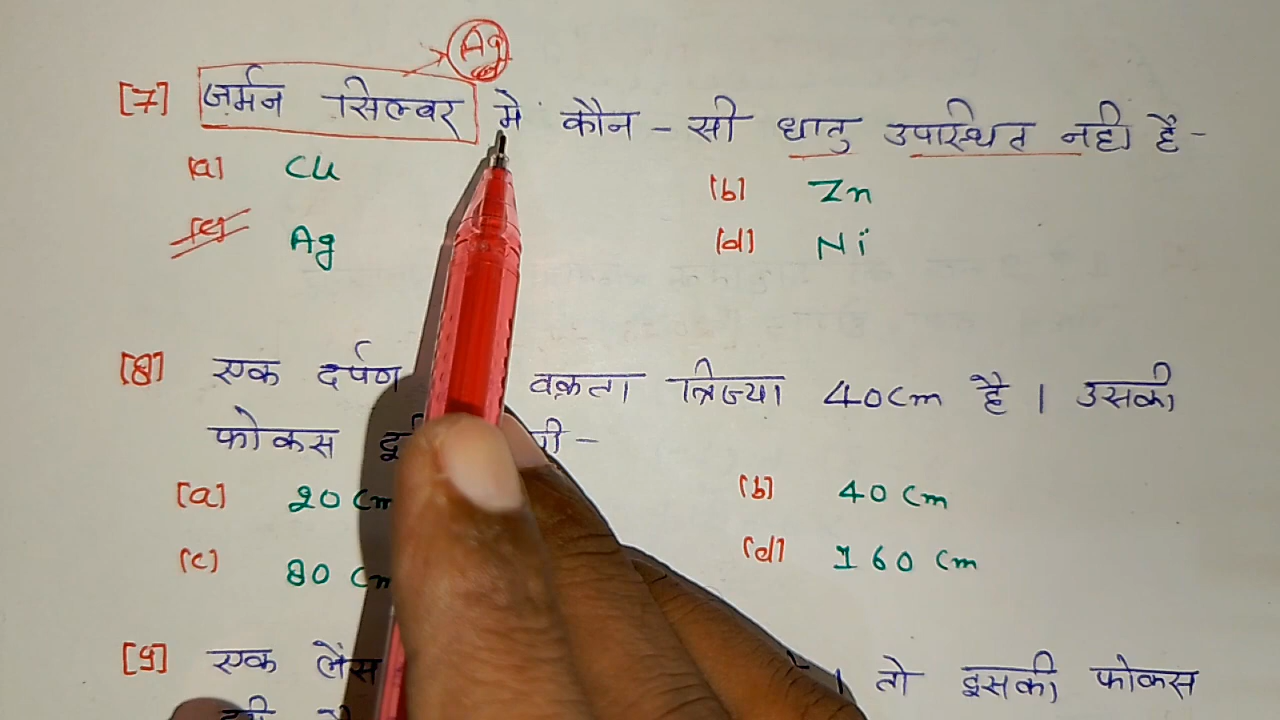 Ag
[7] जर्मन सिल्वर में कौन - सी धातु उपस्थित नही है -
(a) Cu (b) Zn
(c) Ag (d) Ni
[8] एक दर्पण वक्रता त्रिज्या 40cm है । उसकी
फोकस -
(a) 20 cm (b) 40 cm
(c) 80 cm (d) 160 cm
[9] एक लेंस । तो इसकी फोकस